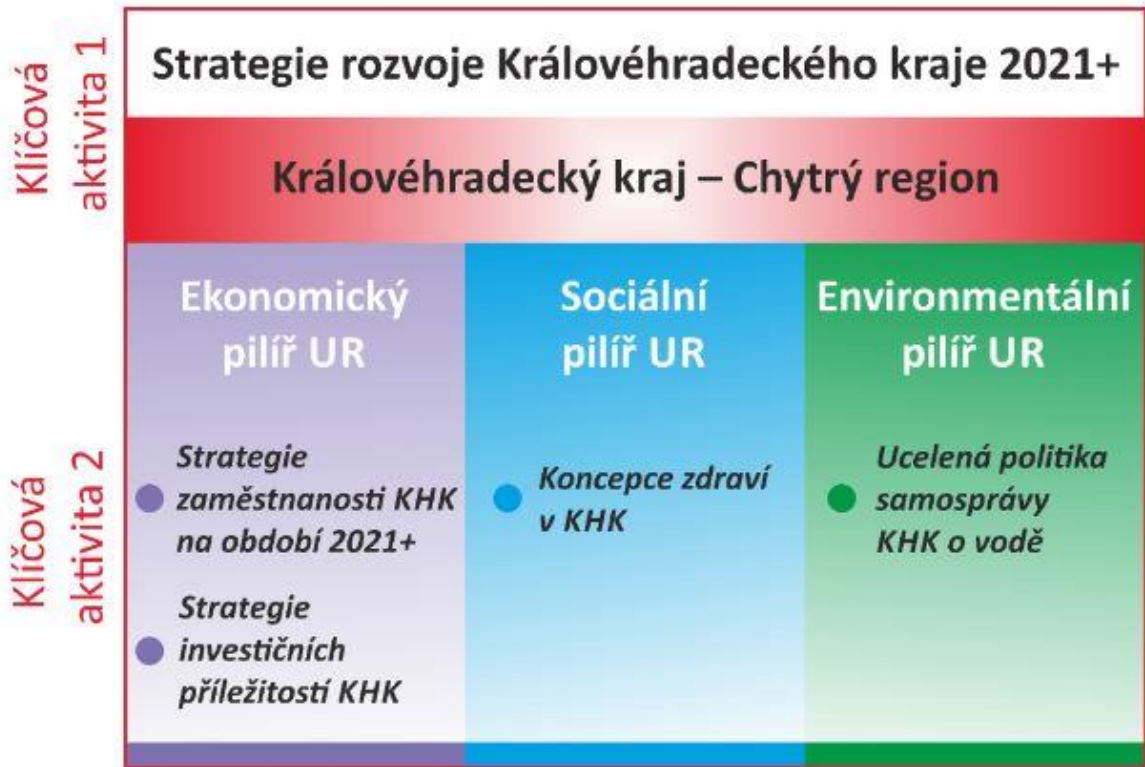 Klíčová
aktivita 1
Strategie rozvoje Královéhradeckého kraje 2021+
Královéhradecký kraj – Chytrý region
Klíčová
aktivita 2
Ekonomický
pilíř UR
Strategie
zaměstnanosti KHK
na období 2021+
Strategie
investičních
příležitostí KHK
Sociální
pilíř UR
Koncepce zdraví
v KHK
Environmentální
pilíř UR
Ucelená politika
samosprávy
KHK o vodě